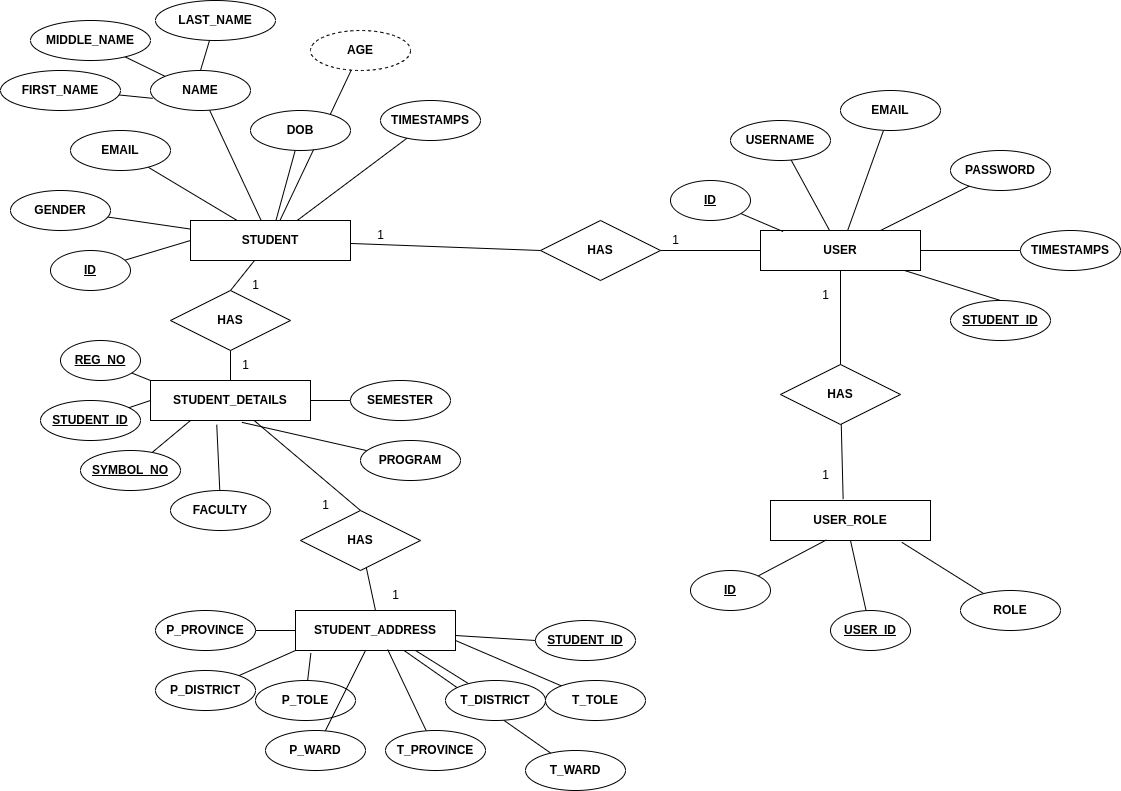 LAST_NAME
MIDDLE_NAME
AGE
FIRST_NAME
NAME
EMAIL
TIMESTAMPS
DOB
USERNAME
EMAIL
PASSWORD
GENDER
ID
STUDENT
1
HAS
1
USER
TIMESTAMPS
ID
1
1
STUDENT_ID
HAS
REG_NO
1
HAS
STUDENT_DETAILS
SEMESTER
STUDENT_ID
SYMBOL_NO
PROGRAM
1
FACULTY
1
USER_ROLE
HAS
ID
1
ROLE
P_PROVINCE
STUDENT_ADDRESS
STUDENT_ID
USER_ID
P_DISTRICT
P_TOLE
T_DISTRICT
T_TOLE
P_WARD
T_PROVINCE
T_WARD